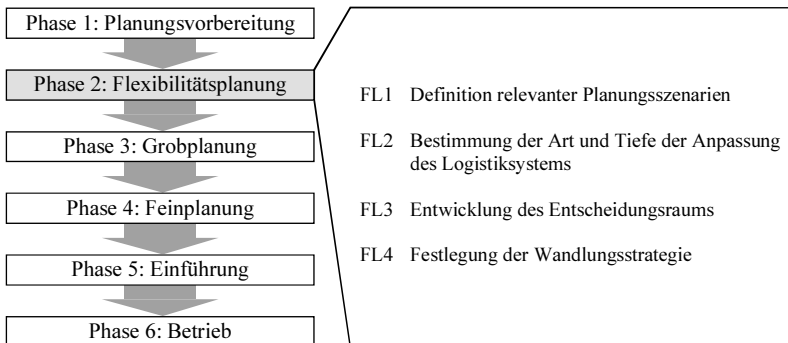 Phase 1: Planungsvorbereitung
Phase 2: Flexibilitätsplanung
Phase 3: Grobplanung
Phase 4: Feinplanung
Phase 5: Einführung
Phase 6: Betrieb
FL1 Definition relevanter Planungsszenarien
FL2 Bestimmung der Art und Tiefe der Anpassung
des Logistiksystems
FL3 Entwicklung des Entscheidungsraums
FL4 Festlegung der Wandlungsstrategie